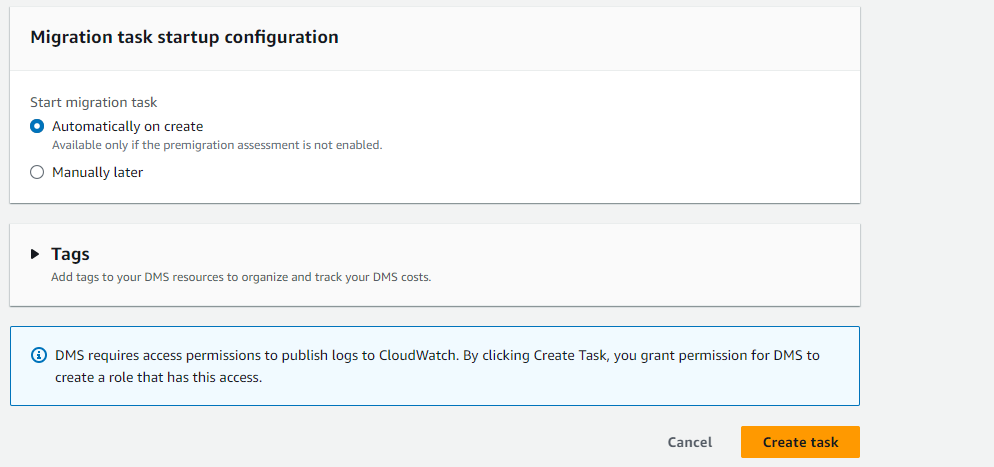 Migration task startup configuration
Start migration task
Automatically on create
Available only if the premigration assessment is not enabled.
Manually later
Tags
Add tags to your DMS resources to organize and track your DMS costs.
DMS requires access permissions to publish logs to CloudWatch. By clicking Create Task, you grant permission for DMS to
create a role that has this access.
Cancel
Create task